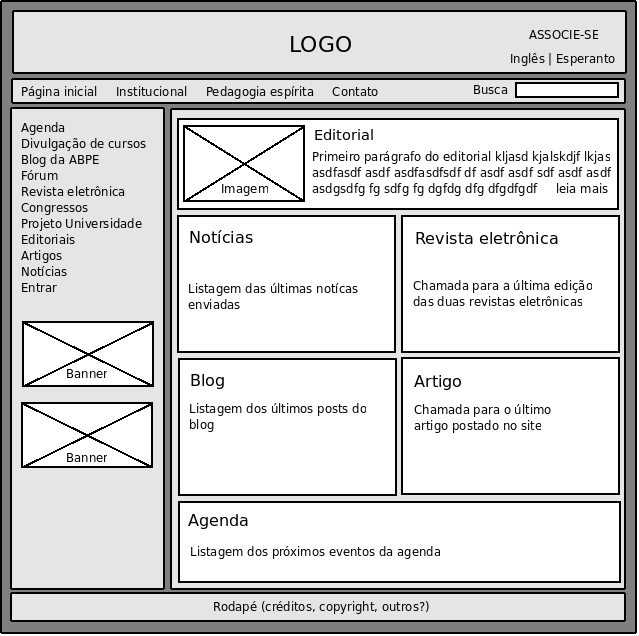 LOGO
ASSOCIE-SE
Inglês | Esperanto
Página inicial Institucional Pedagogia espírita Contato Busca
Agenda
Divulgação de cursos
Blog da ABPE
Fórum
Revista eletrônica
Congressos
Projeto Universidade
Editoriais
Artigos
Notícias
Entrar
Banner
Banner
Imagem
Editorial
Primeiro parágrafo do editorial kljasd kjalskdjf lkjas
asdfasdf asdf asdfasdfsdf df asdf asdf sdf asdf asdf
asdgsdfg fg sdfg fg dgfdg dfg dfgdfgdf leia mais
Notícias
Listagem das últimas notícas
enviadas
Revista eletrônica
Chamada para a última edição
das duas revistas eletrônicas
Blog
Listagem dos últimos posts do
blog
Artigo
Chamada para o último
artigo postado no site
Agenda
Listagem dos próximos eventos da agenda
Rodapé (créditos, copyright, outros?)